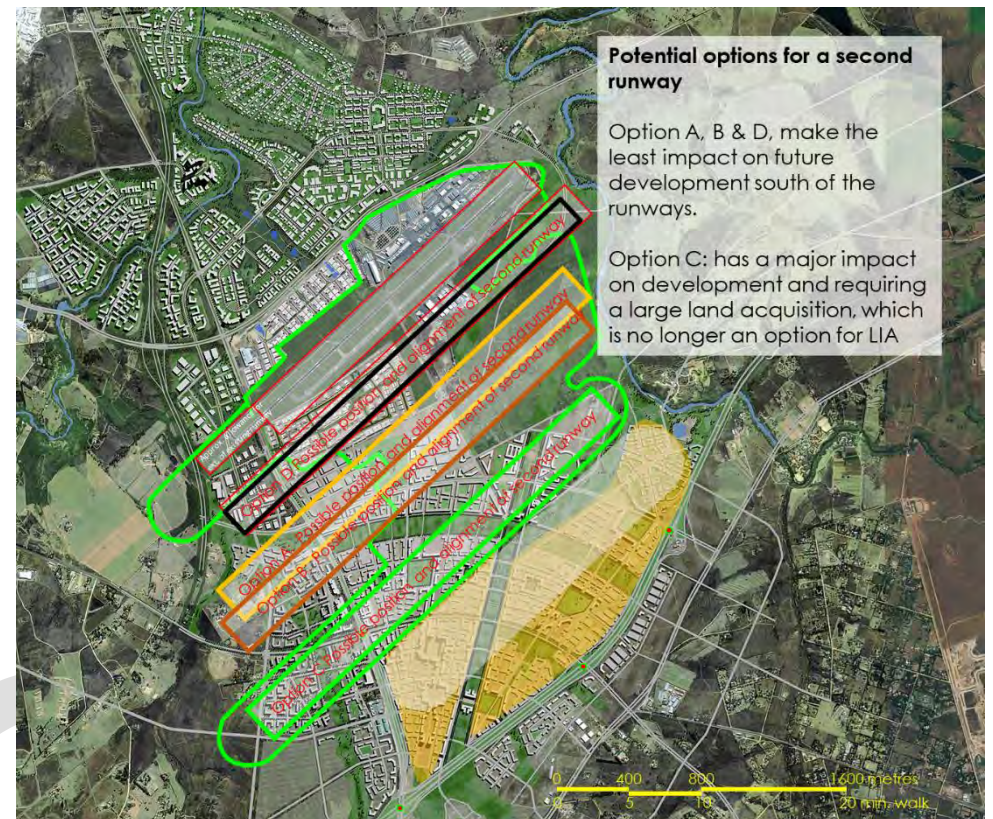 Potential options for a second
runway
Option A, B & D, make the
least impact on future
development south of the
runways.
Option C: has a major impact
on development and requiring
a large land acquisition, which
is no longer an option for LIA
Option D: Possible position and alignment of second runway
Option A - Possible position and alignment of second runway
Option B - Possible position and alignment of second runway
Option C: Possible position and alignment of second runway
0 400 800 1600 metres
0 5 10 20 min. walk